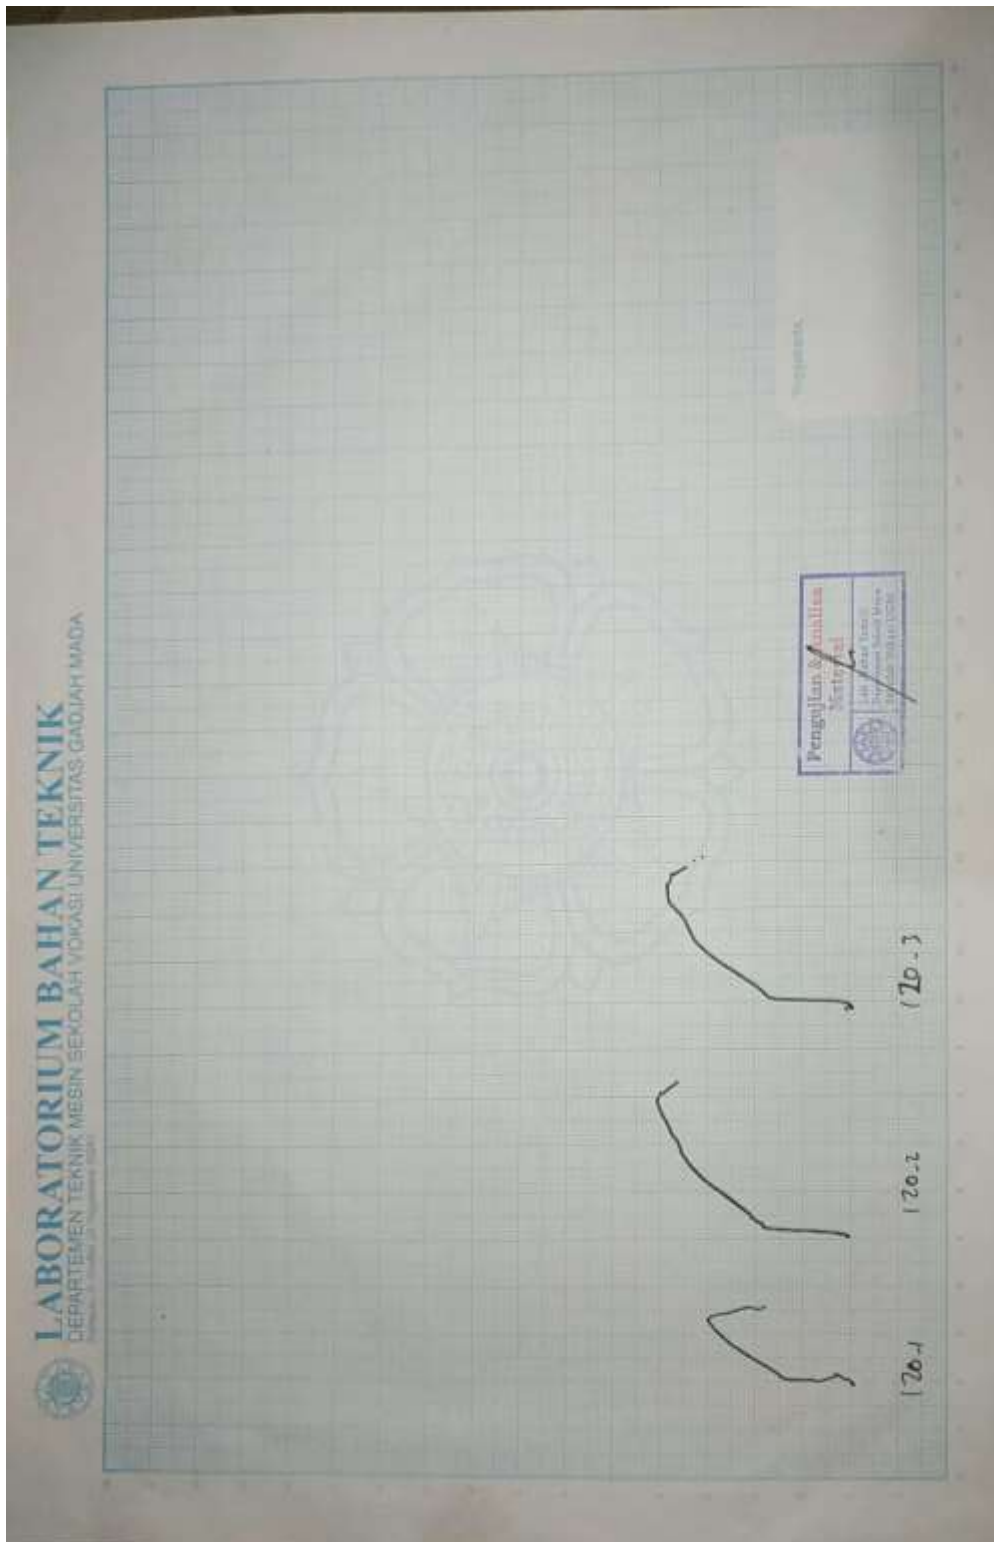 LABORATORIUM BAHAN TEKNIK
DEPARTEMEN TEKNIK MESIN SEKOLAH VOKASI UNIVERSITAS GADJAH MADA
Yogyakarta,
Pengujian & Analisa
Material
120.1
120.2
120.3